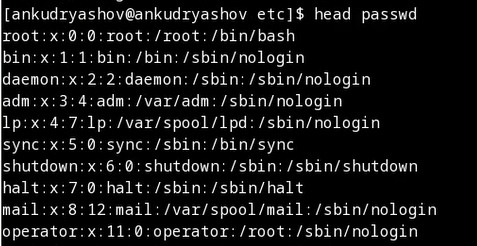 [ankudryashov@ankudryashov etc]$ head passwd
root:x:0:0:root:/root:/bin/bash
bin:x:1:1:bin:/bin:/sbin/nologin
daemon:x:2:2:daemon:/sbin:/sbin/nologin
adm:x:3:4:adm:/var/adm:/sbin/nologin
lp:x:4:7:lp:/var/spool/lpd:/sbin/nologin
sync:x:5:0:sync:/sbin:/bin/sync
shutdown:x:6:0:shutdown:/sbin:/sbin/shutdown
halt:x:7:0:halt:/sbin:/sbin/halt
mail:x:8:12:mail:/var/spool/mail:/sbin/nologin
operator:x:11:0:operator:/root:/sbin/nologin